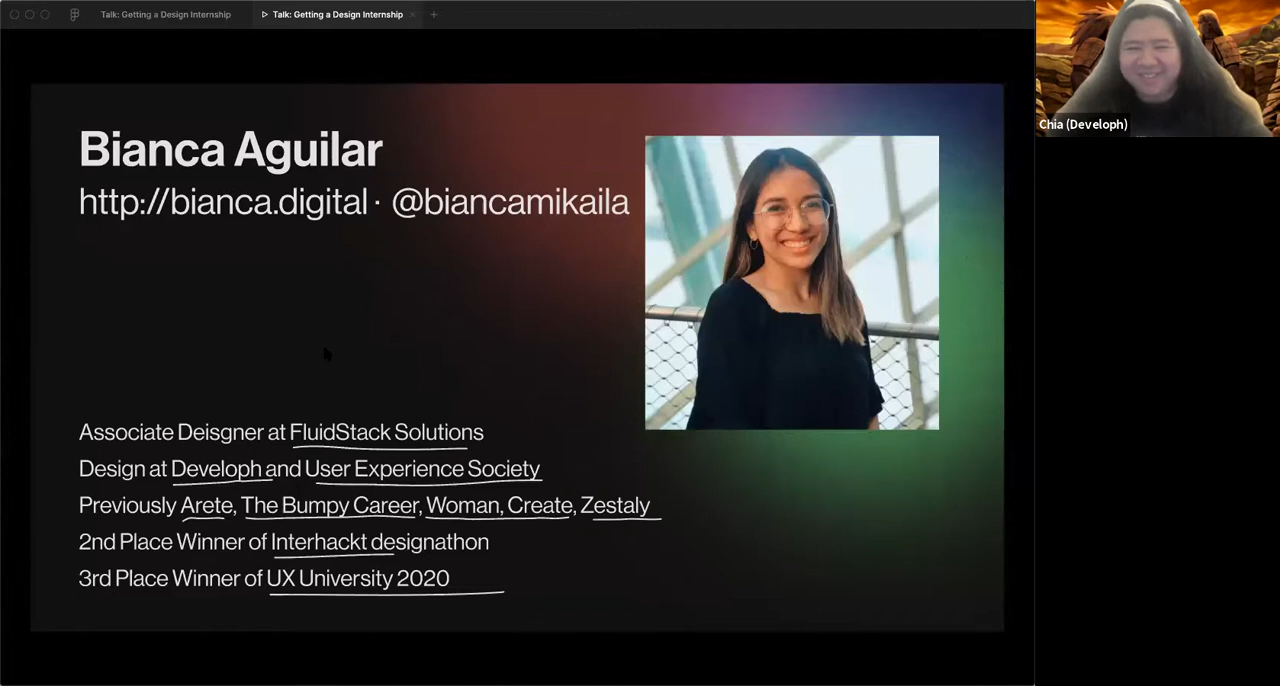 Talk: Getting a Design Internship
Talk: Getting a Design Internship
Bianca Aguilar
http://bianca.digital · @biancamikaila
Associate Deisgner at FluidStack Solutions
Design at Developh and User Experience Society
Previously Arete, The Bumpy Career, Woman, Create, Zestaly
2nd Place Winner of Interhackt designathon
3rd Place Winner of UX University 2020
Chia (Developh)